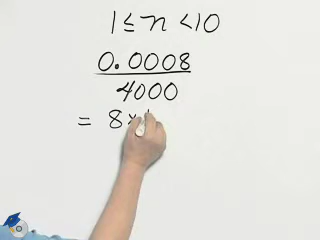 1 ≤ n < 10
0.0008
4000
= 8 ×